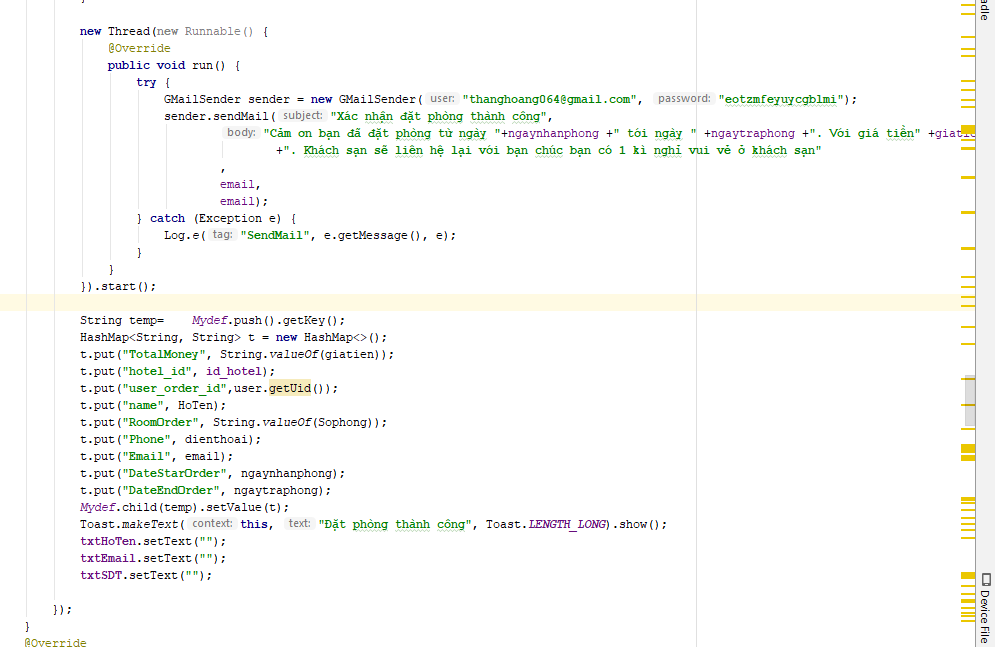 }
new Thread(new Runnable() {
@Override
public void run() {
try {
GMailSender sender = new GMailSender( user: "thanghoang064@gmail.com", password: "eotzmfeyuycgblmi");
sender.sendMail( subject: "Xác nhận đặt phòng thành công",
body: "Cảm ơn bạn đã đặt phòng từ ngày "+ngaynhanphong +" tới ngày " +ngaytraphong +". Với giá tiền" +giatie
+". Khách sạn sẽ liên hệ lại với bạn chúc bạn có 1 kì nghỉ vui vẻ ở khách sạn"
,
email,
email);
} catch (Exception e) {
Log.e( tag: "SendMail", e.getMessage(), e);
}
}
}).start();
String temp= Mydef.push().getKey();
HashMap<String, String> t = new HashMap<>();
t.put("TotalMoney", String.valueOf(giatien));
t.put("hotel_id", id_hotel);
t.put("user_order_id",user.getUid());
t.put("name", HoTen);
t.put("RoomOrder", String.valueOf(Sophong));
t.put("Phone", dienthoai);
t.put("Email", email);
t.put("DateStarOrder", ngaynhanphong);
t.put("DateEndOrder", ngaytraphong);
Mydef.child(temp).setValue(t);
Toast.makeText( context: this, text: "Đặt phòng thành công", Toast.LENGTH_LONG).show();
txtHoTen.setText("");
txtEmail.setText("");
txtSDT.setText("");
});
}
@Override
adle
Device File